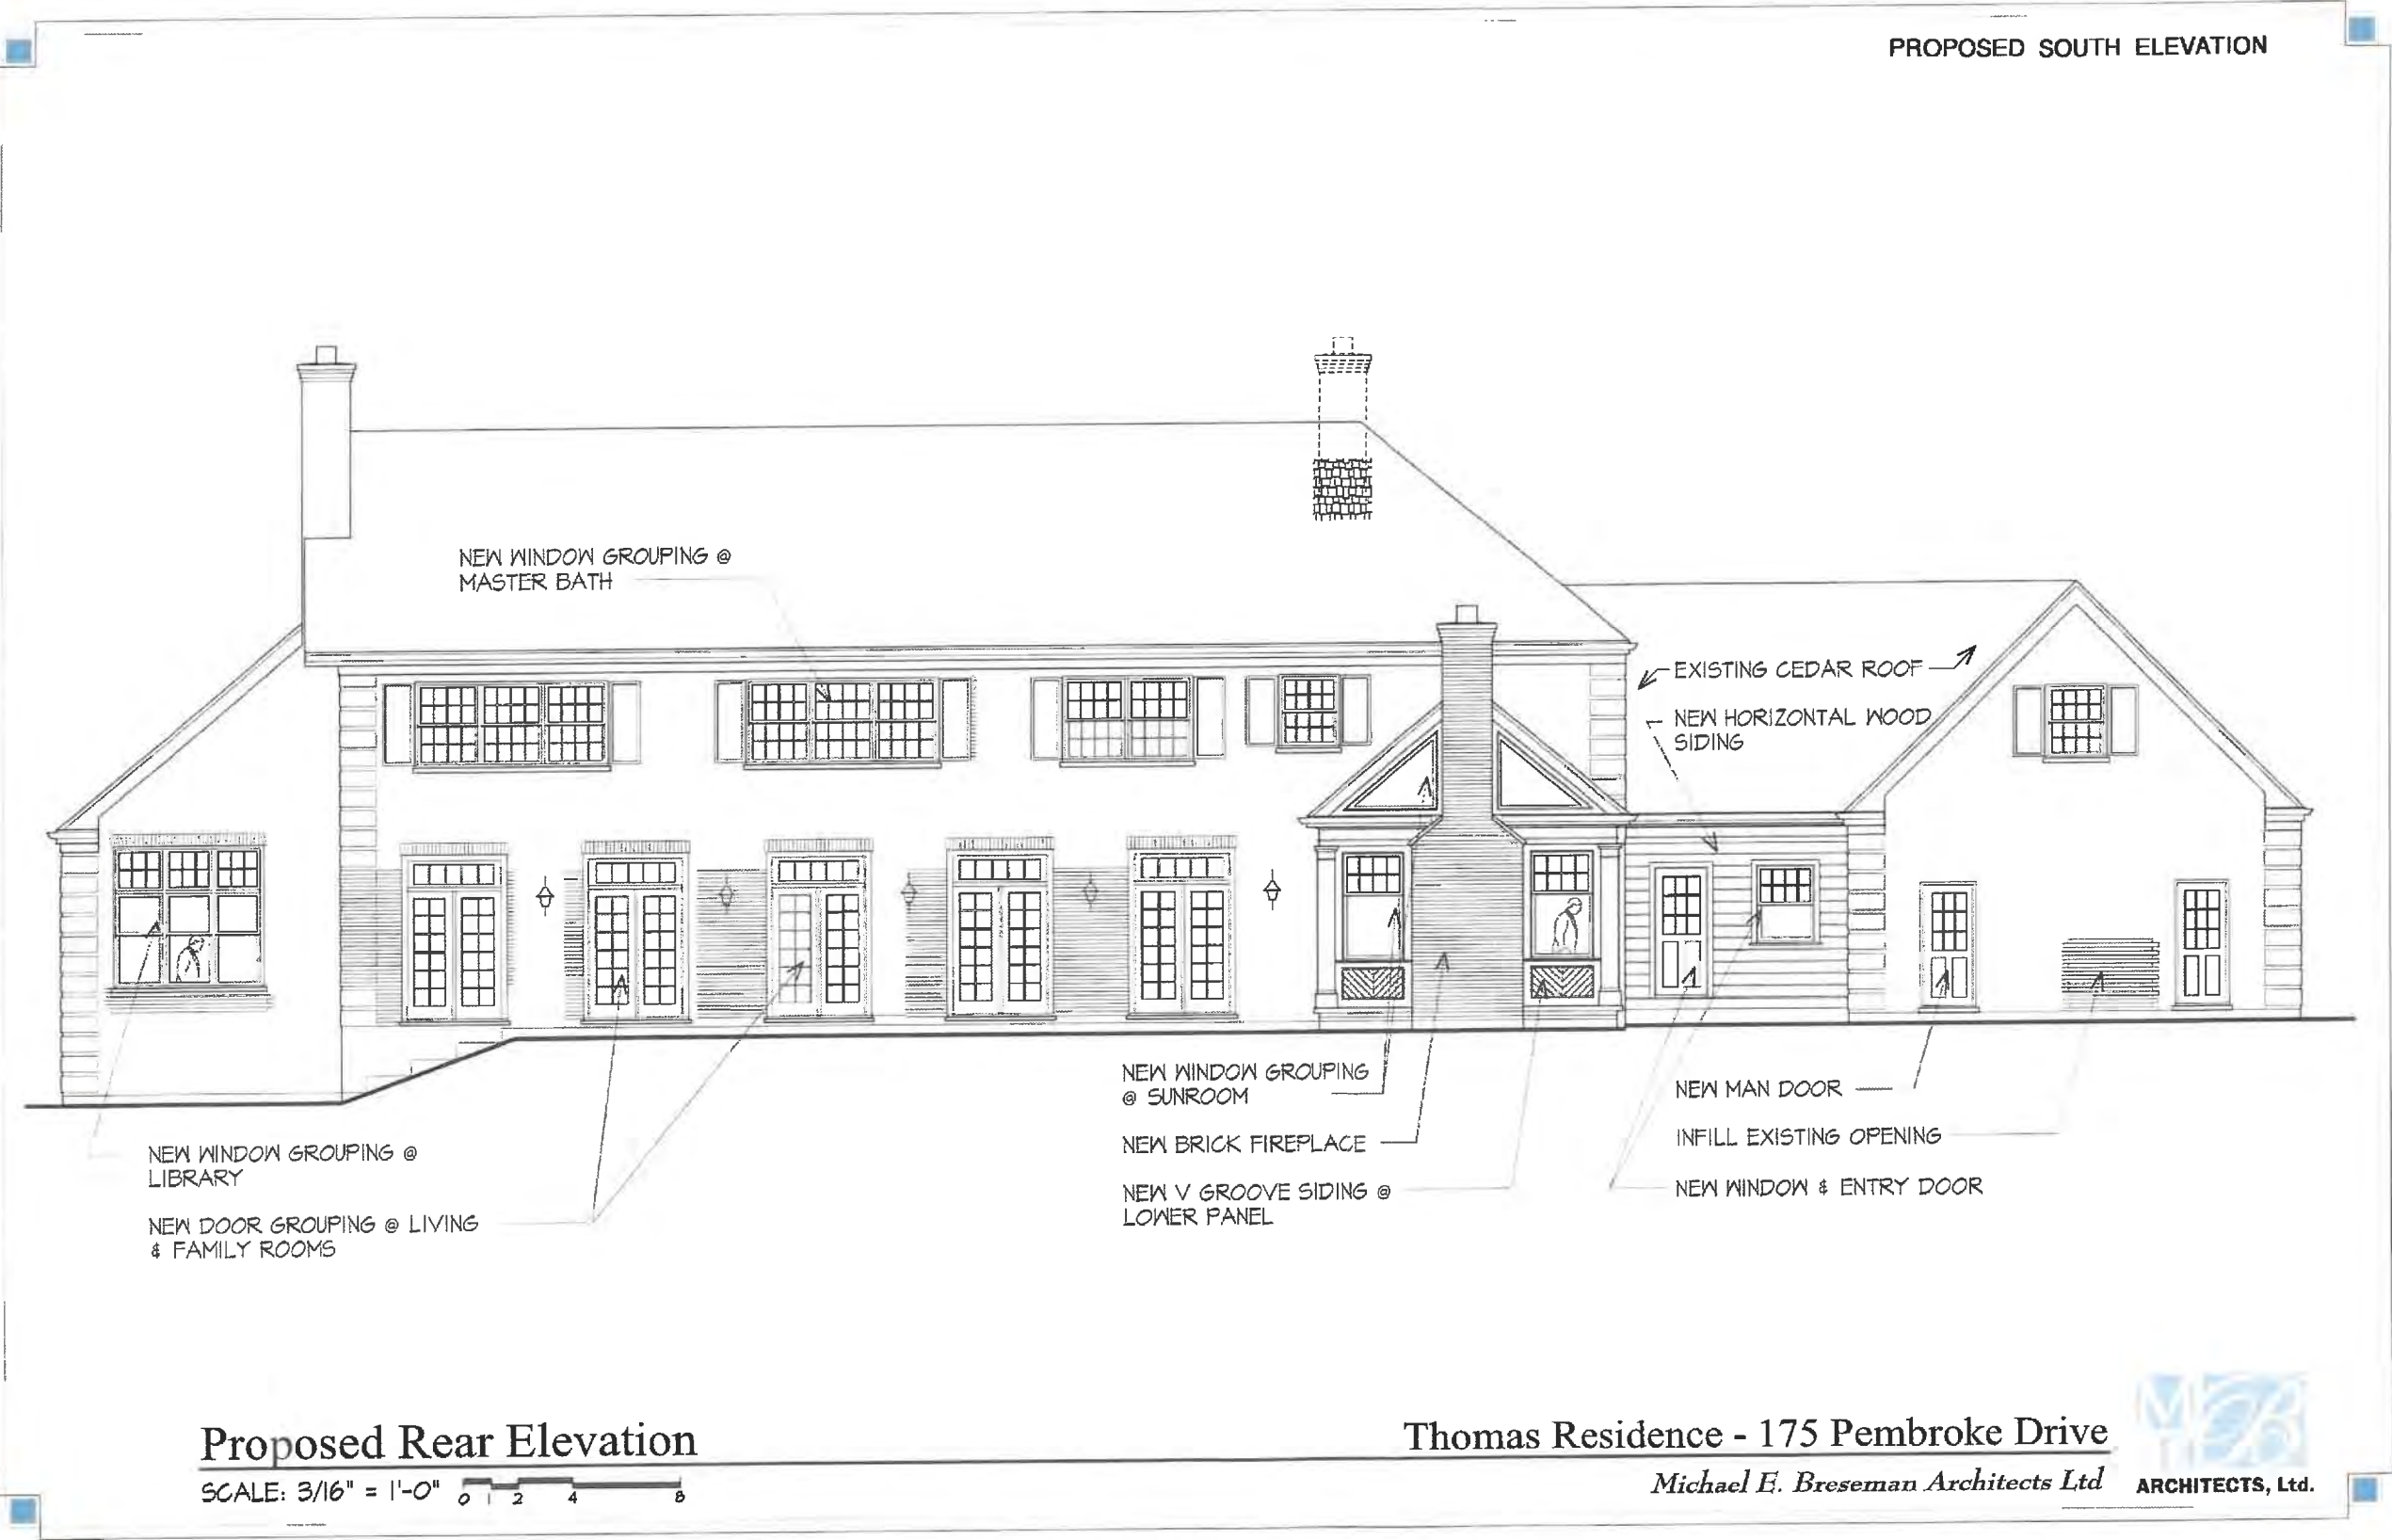 PROPOSED SOUTH ELEVATION
NEW WINDOW GROUPING @
MASTER BATH
EXISTING CEDAR ROOF
NEW HORIZONTAL WOOD
SIDING
NEW WINDOW GROUPING
@ SUNROOM
NEW BRICK FIREPLACE
NEW V GROOVE SIDING @
LOWER PANEL
NEW MAN DOOR
INFILL EXISTING OPENING
NEW WINDOW & ENTRY DOOR
NEW WINDOW GROUPING @
LIBRARY
NEW DOOR GROUPING @ LIVING
& FAMILY ROOMS
Proposed Rear Elevation
SCALE: 3/16" = 1'-0"
0 1 2 4 8
Thomas Residence - 175 Pembroke Drive
Michael E. Breseman Architects Ltd
ARCHITECTS, Ltd.